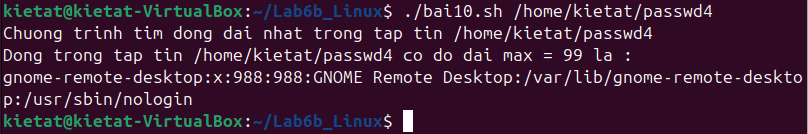 kietat@kietat-VirtualBox:~/Lab6b_Linux$ ./bai10.sh /home/kietat/passwd4
Chuong trinh tim dong dai nhat trong tap tin /home/kietat/passwd4
Dong trong tap tin /home/kietat/passwd4 co do dai max = 99 la :
gnome-remote-desktop:x:988:988:GNOME Remote Desktop:/var/lib/gnome-remote-deskto
p:/usr/sbin/nologin
kietat@kietat-VirtualBox:~/Lab6b_Linux$